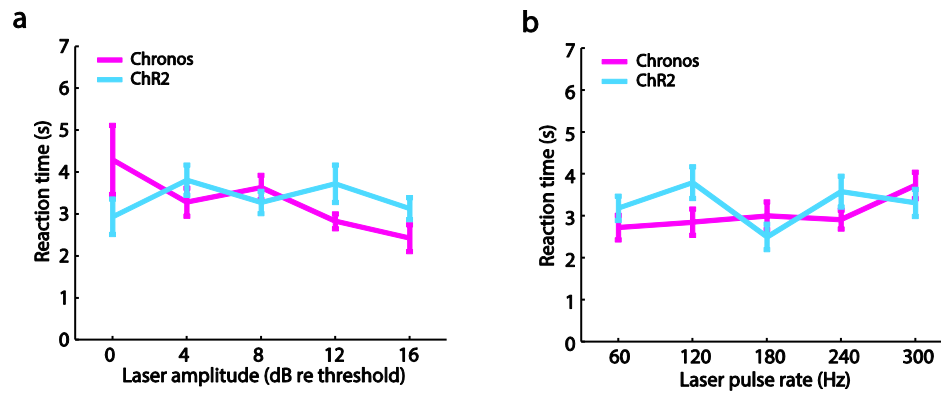 a
7
6
5
4
3
2
1
0
Reaction time (s)
Chronos
ChR2
0 4 8 12 16
Laser amplitude (dB re threshold)
b
7
6
5
4
3
2
1
0
Reaction time (s)
Chronos
ChR2
60 120 180 240 300
Laser pulse rate (Hz)